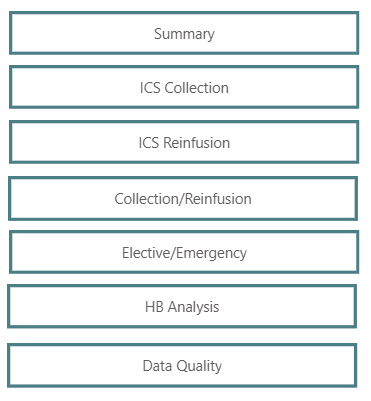 Summary
ICS Collection
ICS Reinfusion
Collection/Reinfusion
Elective/Emergency
HB Analysis
Data Quality